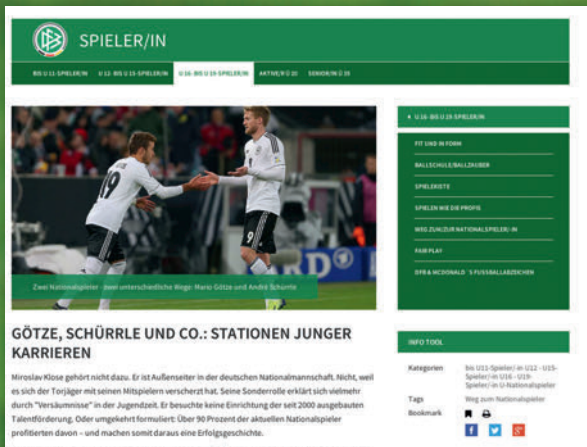 DFB
SPIELER/IN
BIS U 11-SPIELER/IN U 12- BIS U 15-SPIELER/IN U 16- BIS U 19-SPIELER/IN AKTIVE/R Ü 20 SENIOR/IN Ü 35
19
9
ARD
Zwei Nationalspieler - zwei unterschiedliche Wege: Mario Götze und André Schürrle
GÖTZE, SCHÜRRLE UND CO.: STATIONEN JUNGER
KARRIEREN
Miroslav Klose gehört nicht dazu. Er ist Außenseiter in der deutschen Nationalmannschaft. Nicht, weil
es sich der Torjäger mit seinen Mitspielern verscherzt hat. Seine Sonderrolle erklärt sich vielmehr
durch "Versäumnisse" in der Jugendzeit. Er besuchte keine Einrichtung der seit 2000 ausgebauten
Talentförderung. Oder umgekehrt formuliert: Über 90 Prozent der aktuellen Nationalspieler
profitierten davon – und machen somit daraus eine Erfolgsgeschichte.
U 16- BIS U 19-SPIELER/IN
FIT UND IN FORM
BALLSCHULE/BALLZAUBER
SPIELEKISTE
SPIELEN WIE DIE PROFIS
WEG ZUM/ZUR NATIONALSPIELER/-IN
FAIR PLAY
DFB & MCDONALD´S FUSSBALLABZEICHEN
INFO TOOL
Kategorien bis U11-Spieler/-in U12 - U15-
Spieler/-in U16 - U19-
Spieler/-in U-Nationalspieler
Tags Weg zum Nationalspieler
Bookmark